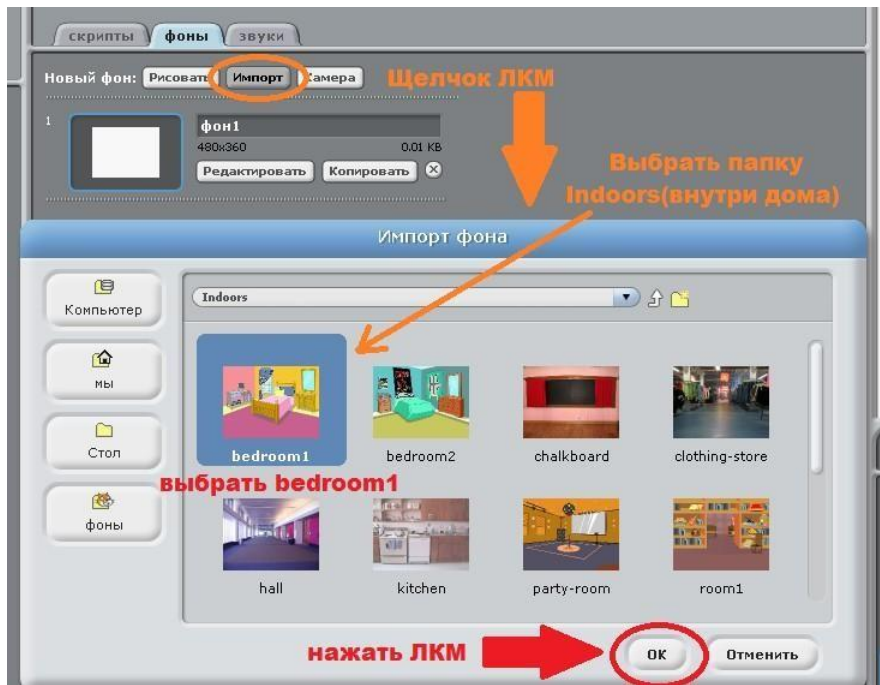 скрипты фоны звуки
Новый фон: Рисовать Импорт Камера Щелчок ЛКМ
1 фон1
480x360 0.01 КВ
Редактировать Копировать
Выбрать папку
Indoors(внутри дома)
Импорт фона
Компьютер
Indoors
мы
Стол
фоны
bedroom1 bedroom2 chalkboard clothing-store
выбрать bedroom1
hall kitchen party-room room1
нажать ЛКМ
ОК Отменить